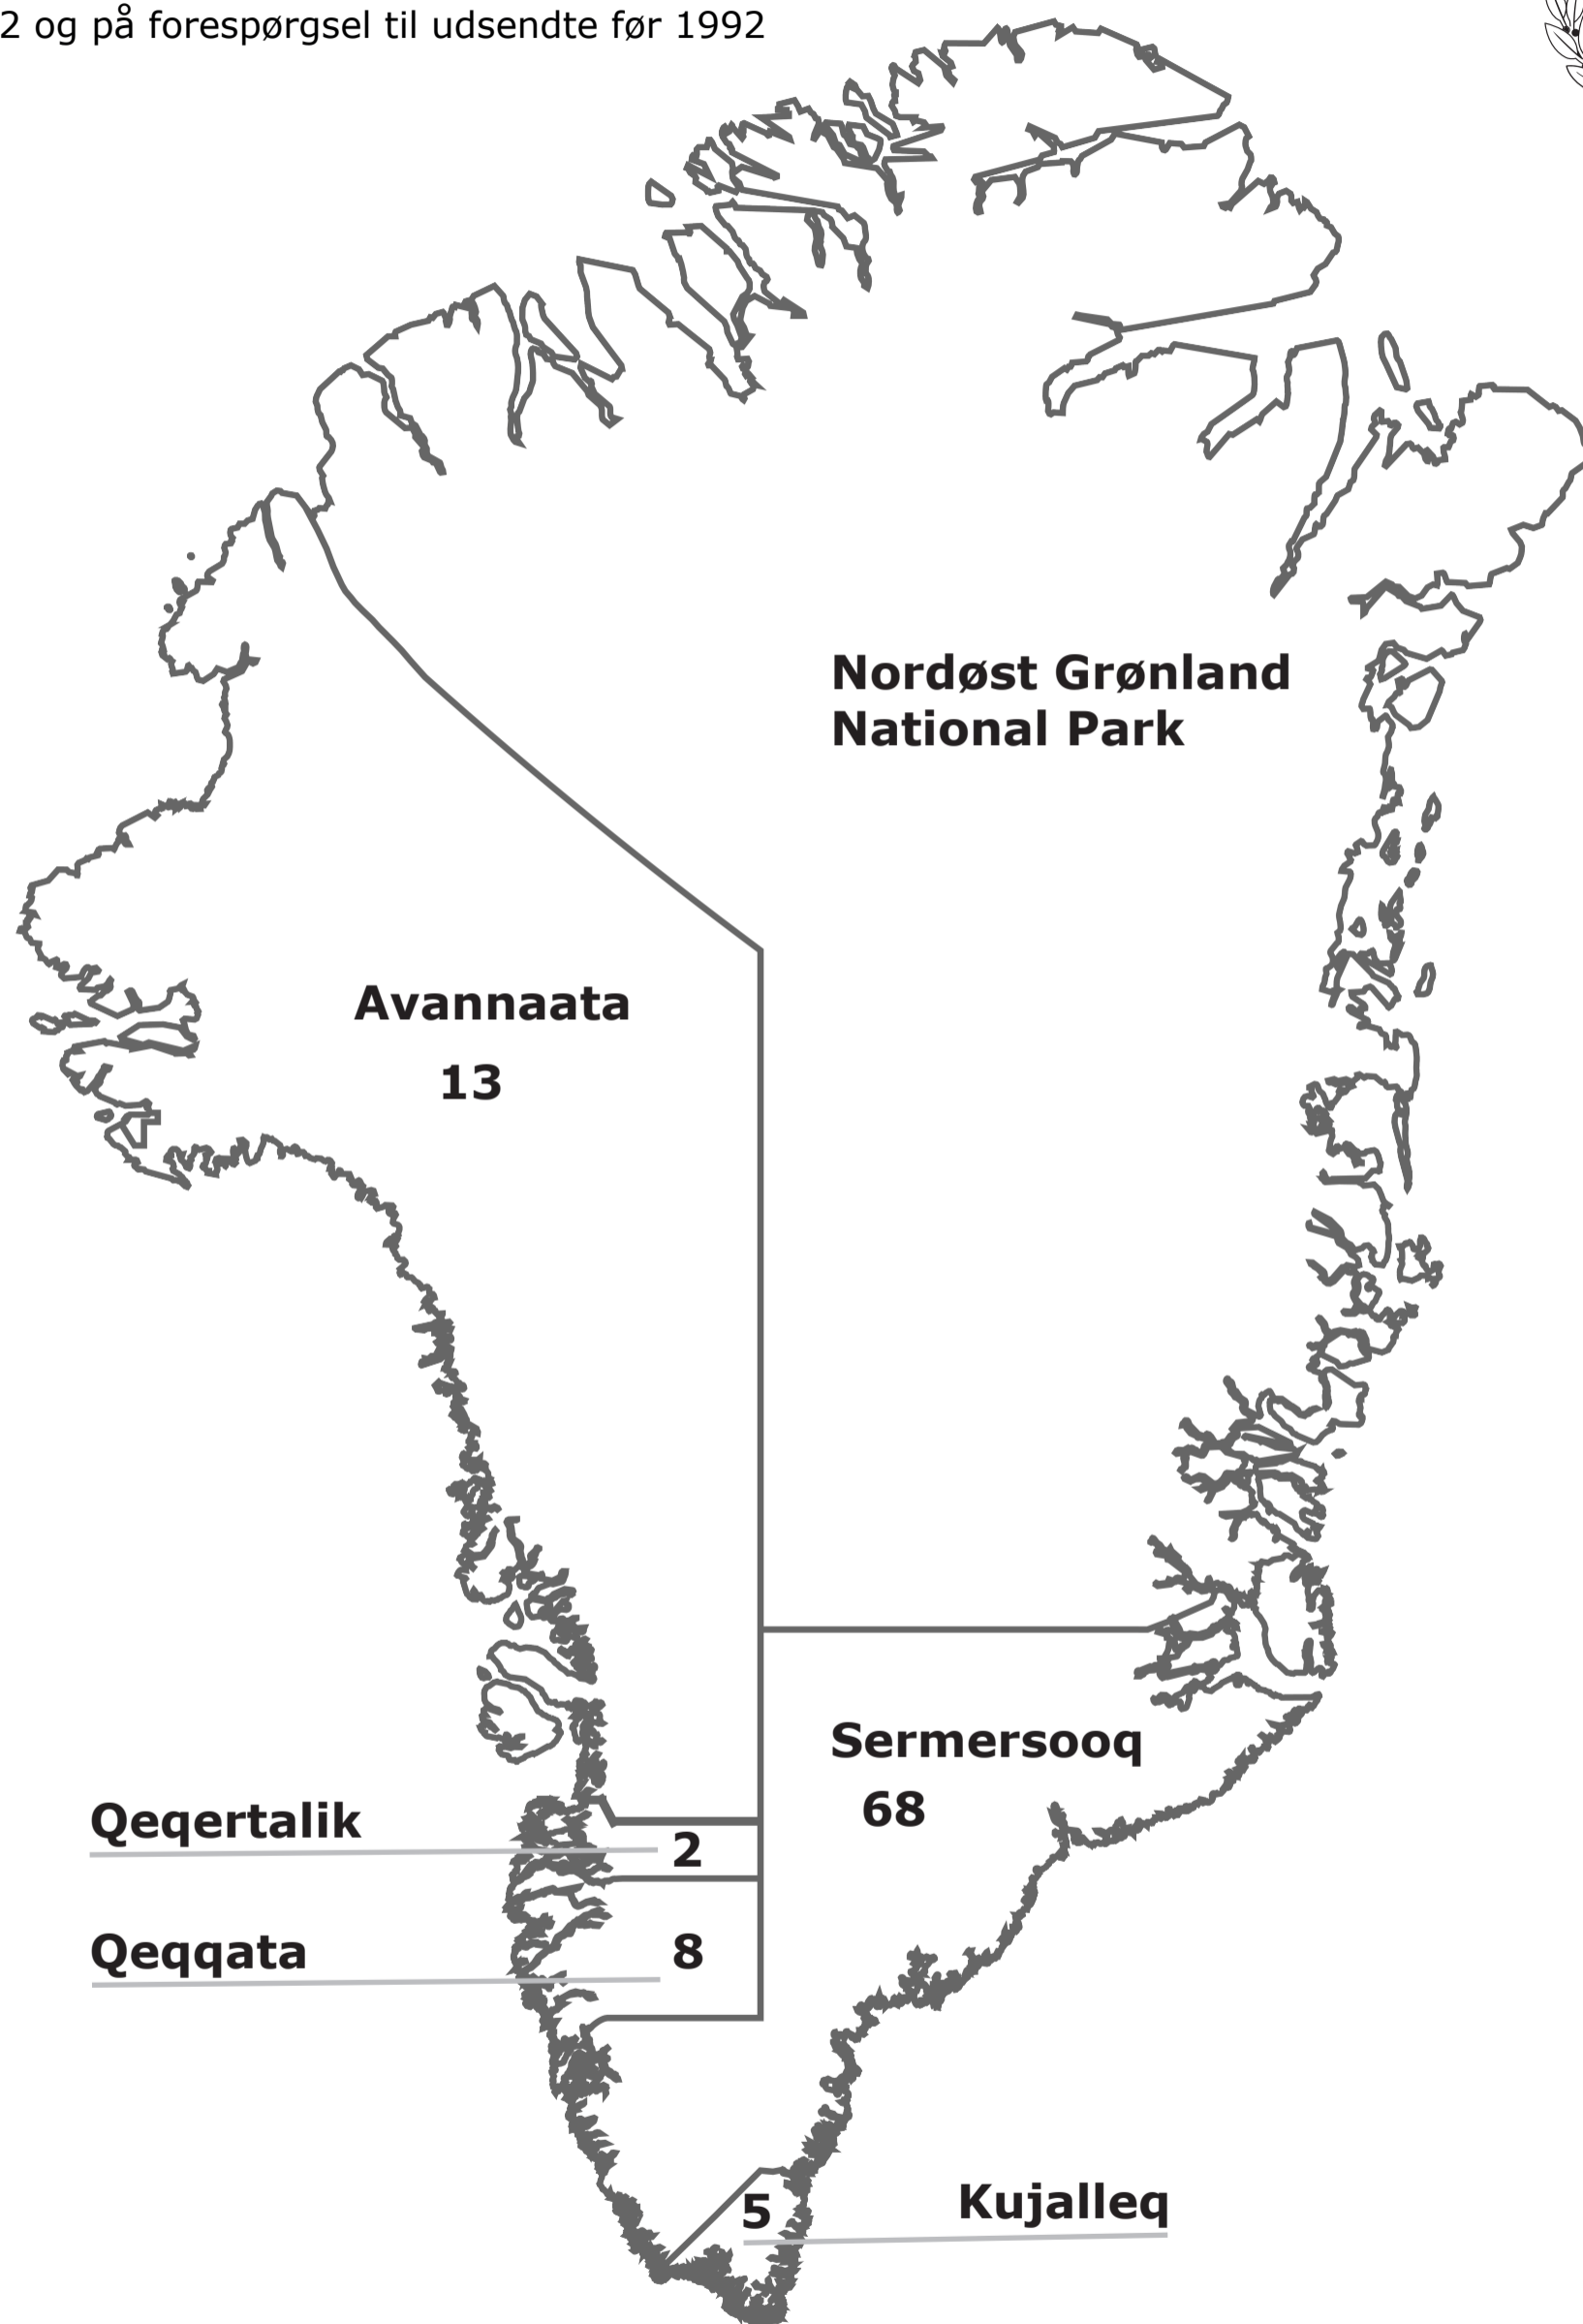 2 og på forespørgsel til udsendte før 1992
Nordøst Grønland
National Park
Avannaata
13
Sermersooq
68
Qeqertalik
2
Qeqqata
8
5
Kujalleq